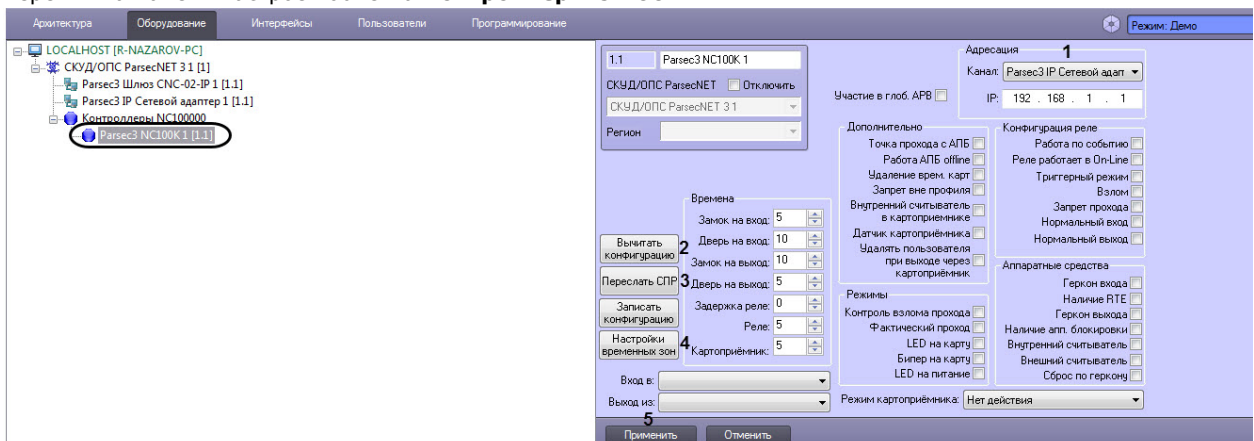 Архитектура Оборудование Интерфейсы Пользователи Программирование Режим: Демо
LOCALHOST [R-NAZAROV-PC]
СКУД/ОПС ParsecNET 3 1 [1]
Parsec3 Шлюз CNC-02-IP 1 [1.1]
Parsec3 IP Сетевой адаптер 1 [1.1]
Контроллеры NC100000
Parsec3 NC100K 1 [1.1]
1.1 Parsec3 NC100K 1
СКУД/ОПС ParsecNET Отключить
СКУД/ОПС ParsecNET 3 1
Регион
Участие в глоб. АРВ
Адресация 1
Канал: Parsec3 IP Сетевой адап
IP: 192 . 168 . 1 . 1
Вычитать конфигурацию 2
Переслать СПР 3
Записать конфигурацию
Настройки временных зон 4
Времена
Замок на вход: 5
Дверь на вход: 10
Замок на выход: 10
Дверь на выход: 5
Задержка реле: 0
Реле: 5
Картоприёмник: 5
Вход в:
Выход из:
Дополнительно
Точка прохода с АПБ
Работа АПБ offline
Удаление врем. карт
Запрет вне профиля
Внутренний считыватель
в картоприемнике
Датчик картоприёмника
Удалять пользователя
при выходе через
картоприёмник
Режимы
Контроль взлома прохода
Фактический проход
LED на карту
Бипер на карту
LED на питание
Режим картоприёмника: Нет действия
Конфигурация реле
Работа по событию
Реле работает в On-Line
Триггерный режим
Взлом
Запрет прохода
Нормальный вход
Нормальный выход
Аппаратные средства
Геркон входа
Наличие RTE
Геркон выхода
Наличие апп. блокировки
Внутренний считыватель
Внешний считыватель
Сброс по геркону
5
Применить Отменить